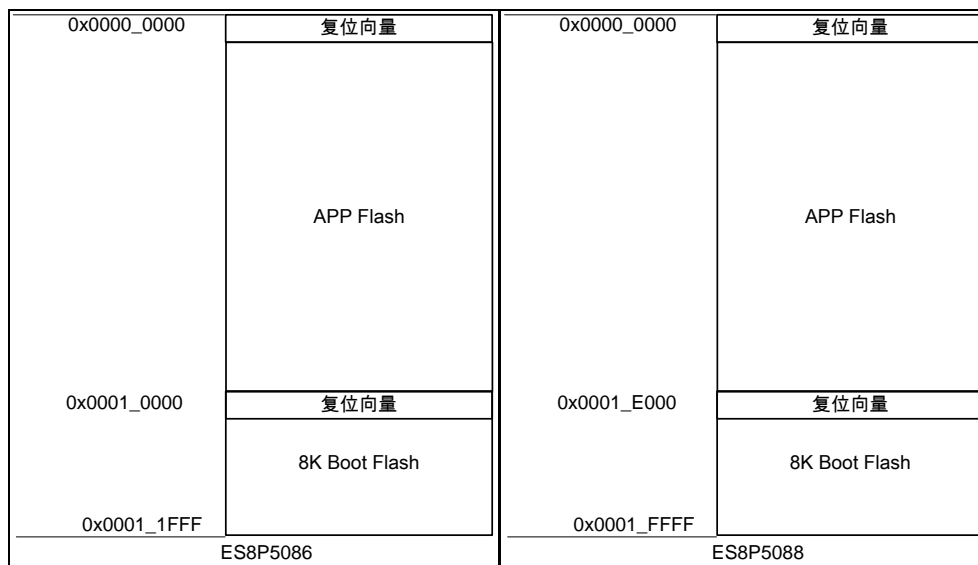 0x0000_0000
复位向量
APP Flash
0x0001_0000
复位向量
8K Boot Flash
0x0001_1FFF
ES8P5086
0x0000_0000
复位向量
APP Flash
0x0001_E000
复位向量
8K Boot Flash
0x0001_FFFF
ES8P5088